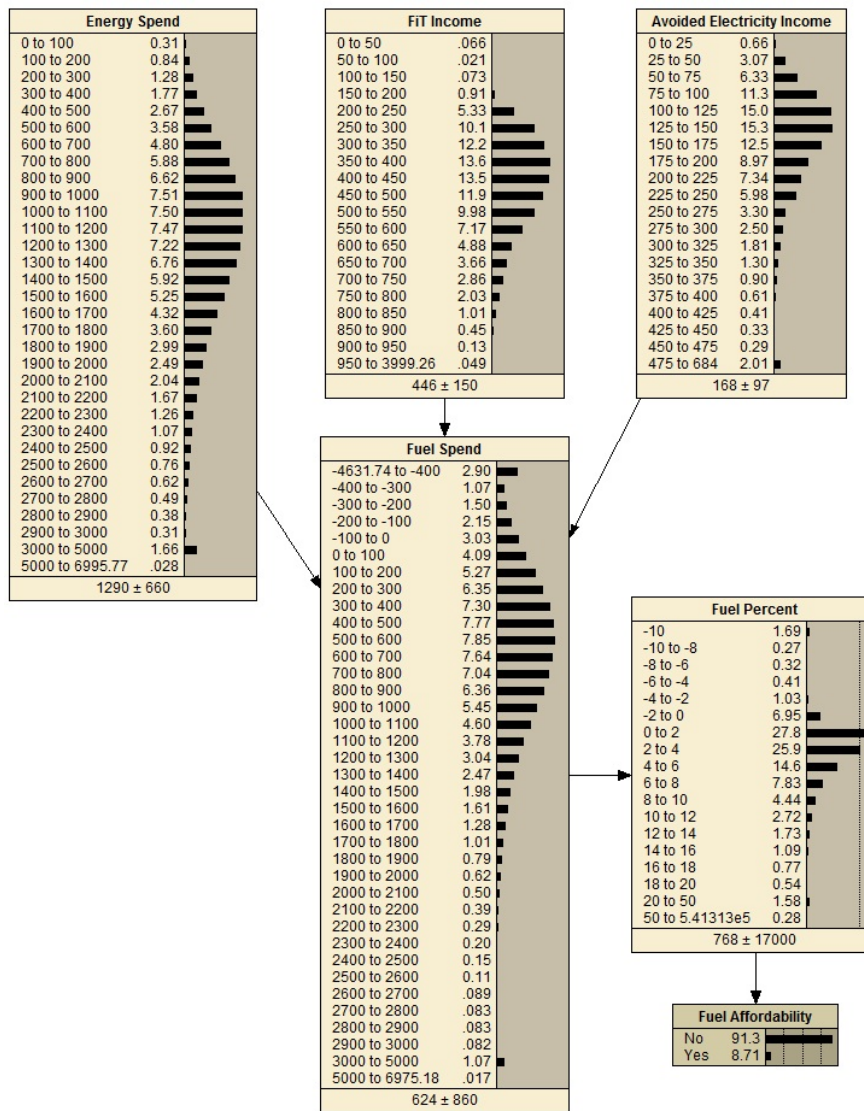 Energy Spend
0 to 100 0.31
100 to 200 0.84
200 to 300 1.28
300 to 400 1.77
400 to 500 2.67
500 to 600 3.58
600 to 700 4.80
700 to 800 5.88
800 to 900 6.62
900 to 1000 7.51
1000 to 1100 7.50
1100 to 1200 7.47
1200 to 1300 7.22
1300 to 1400 6.76
1400 to 1500 5.92
1500 to 1600 5.25
1600 to 1700 4.32
1700 to 1800 3.60
1800 to 1900 2.99
1900 to 2000 2.49
2000 to 2100 2.04
2100 to 2200 1.67
2200 to 2300 1.26
2300 to 2400 1.07
2400 to 2500 0.92
2500 to 2600 0.76
2600 to 2700 0.62
2700 to 2800 0.49
2800 to 2900 0.38
2900 to 3000 0.31
3000 to 5000 1.66
5000 to 6995.77 .028
1290 ± 660
FiT Income
0 to 50 .066
50 to 100 .021
100 to 150 .073
150 to 200 0.91
200 to 250 5.33
250 to 300 10.1
300 to 350 12.2
350 to 400 13.6
400 to 450 13.5
450 to 500 11.9
500 to 550 9.98
550 to 600 7.17
600 to 650 4.88
650 to 700 3.66
700 to 750 2.86
750 to 800 2.03
800 to 850 1.01
850 to 900 0.45
900 to 950 0.13
950 to 3999.26 .049
446 ± 150
Avoided Electricity Income
0 to 25 0.66
25 to 50 3.07
50 to 75 6.33
75 to 100 11.3
100 to 125 15.0
125 to 150 15.3
150 to 175 12.5
175 to 200 8.97
200 to 225 7.34
225 to 250 5.98
250 to 275 3.30
275 to 300 2.50
300 to 325 1.81
325 to 350 1.30
350 to 375 0.90
375 to 400 0.61
400 to 425 0.41
425 to 450 0.33
450 to 475 0.29
475 to 684 2.01
168 ± 97
Fuel Spend
-4631.74 to -400 2.90
-400 to -300 1.07
-300 to -200 1.50
-200 to -100 2.15
-100 to 0 3.03
0 to 100 4.09
100 to 200 5.27
200 to 300 6.35
300 to 400 7.30
400 to 500 7.77
500 to 600 7.85
600 to 700 7.64
700 to 800 7.04
800 to 900 6.36
900 to 1000 5.45
1000 to 1100 4.60
1100 to 1200 3.78
1200 to 1300 3.04
1300 to 1400 2.47
1400 to 1500 1.98
1500 to 1600 1.61
1600 to 1700 1.28
1700 to 1800 1.01
1800 to 1900 0.79
1900 to 2000 0.62
2000 to 2100 0.50
2100 to 2200 0.39
2200 to 2300 0.29
2300 to 2400 0.20
2400 to 2500 0.15
2500 to 2600 0.11
2600 to 2700 .089
2700 to 2800 .083
2800 to 2900 .083
2900 to 3000 .082
3000 to 5000 1.07
5000 to 6975.18 .017
624 ± 860
Fuel Percent
-10 1.69
-10 to -8 0.27
-8 to -6 0.32
-6 to -4 0.41
-4 to -2 1.03
-2 to 0 6.95
0 to 2 27.8
2 to 4 25.9
4 to 6 14.6
6 to 8 7.83
8 to 10 4.44
10 to 12 2.72
12 to 14 1.73
14 to 16 1.09
16 to 18 0.77
18 to 20 0.54
20 to 50 1.58
50 to 5.41313e5 0.28
768 ± 17000
Fuel Affordability
No 91.3
Yes 8.71